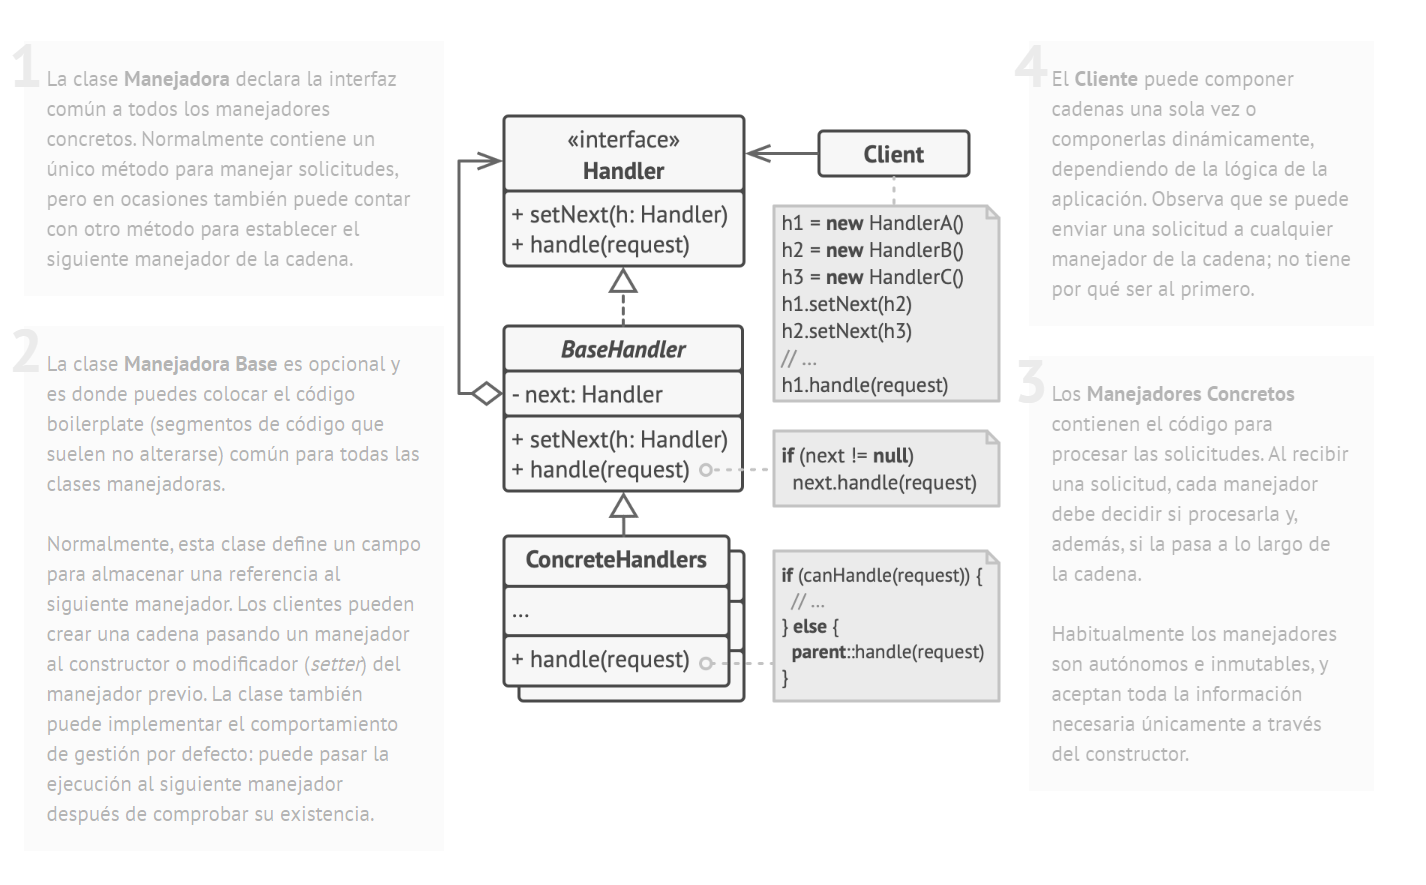 1
La clase Manejadora declara la interfaz
común a todos los manejadores
concretos. Normalmente contiene un
único método para manejar solicitudes,
pero en ocasiones también puede contar
con otro método para establecer el
siguiente manejador de la cadena.
2
La clase Manejadora Base es opcional y
es donde puedes colocar el código
boilerplate (segmentos de código que
suelen no alterarse) común para todas las
clases manejadoras.
Normalmente, esta clase define un campo
para almacenar una referencia al
siguiente manejador. Los clientes pueden
crear una cadena pasando un manejador
al constructor o modificador (setter) del
manejador previo. La clase también
puede implementar el comportamiento
de gestión por defecto: puede pasar la
ejecución al siguiente manejador
después de comprobar su existencia.
«interface»
Handler
+ setNext(h: Handler)
+ handle(request)
BaseHandler
- next: Handler
+ setNext(h: Handler)
+ handle(request)
ConcreteHandlers
...
+ handle(request)
Client
h1 = new HandlerA()
h2 = new HandlerB()
h3 = new HandlerC()
h1.setNext(h2)
h2.setNext(h3)
// ...
h1.handle(request)
if (next != null)
next.handle(request)
if (canHandle(request)) {
// ...
} else {
parent::handle(request)
}
4
El Cliente puede componer
cadenas una sola vez o
componerlas dinámicamente,
dependiendo de la lógica de la
aplicación. Observa que se puede
enviar una solicitud a cualquier
manejador de la cadena; no tiene
por qué ser al primero.
3
Los Manejadores Concretos
contienen el código para
procesar las solicitudes. Al recibir
una solicitud, cada manejador
debe decidir si procesarla y,
además, si la pasa a lo largo de
la cadena.
Habitualmente los manejadores
son autónomos e inmutables, y
aceptan toda la información
necesaria únicamente a través
del constructor.